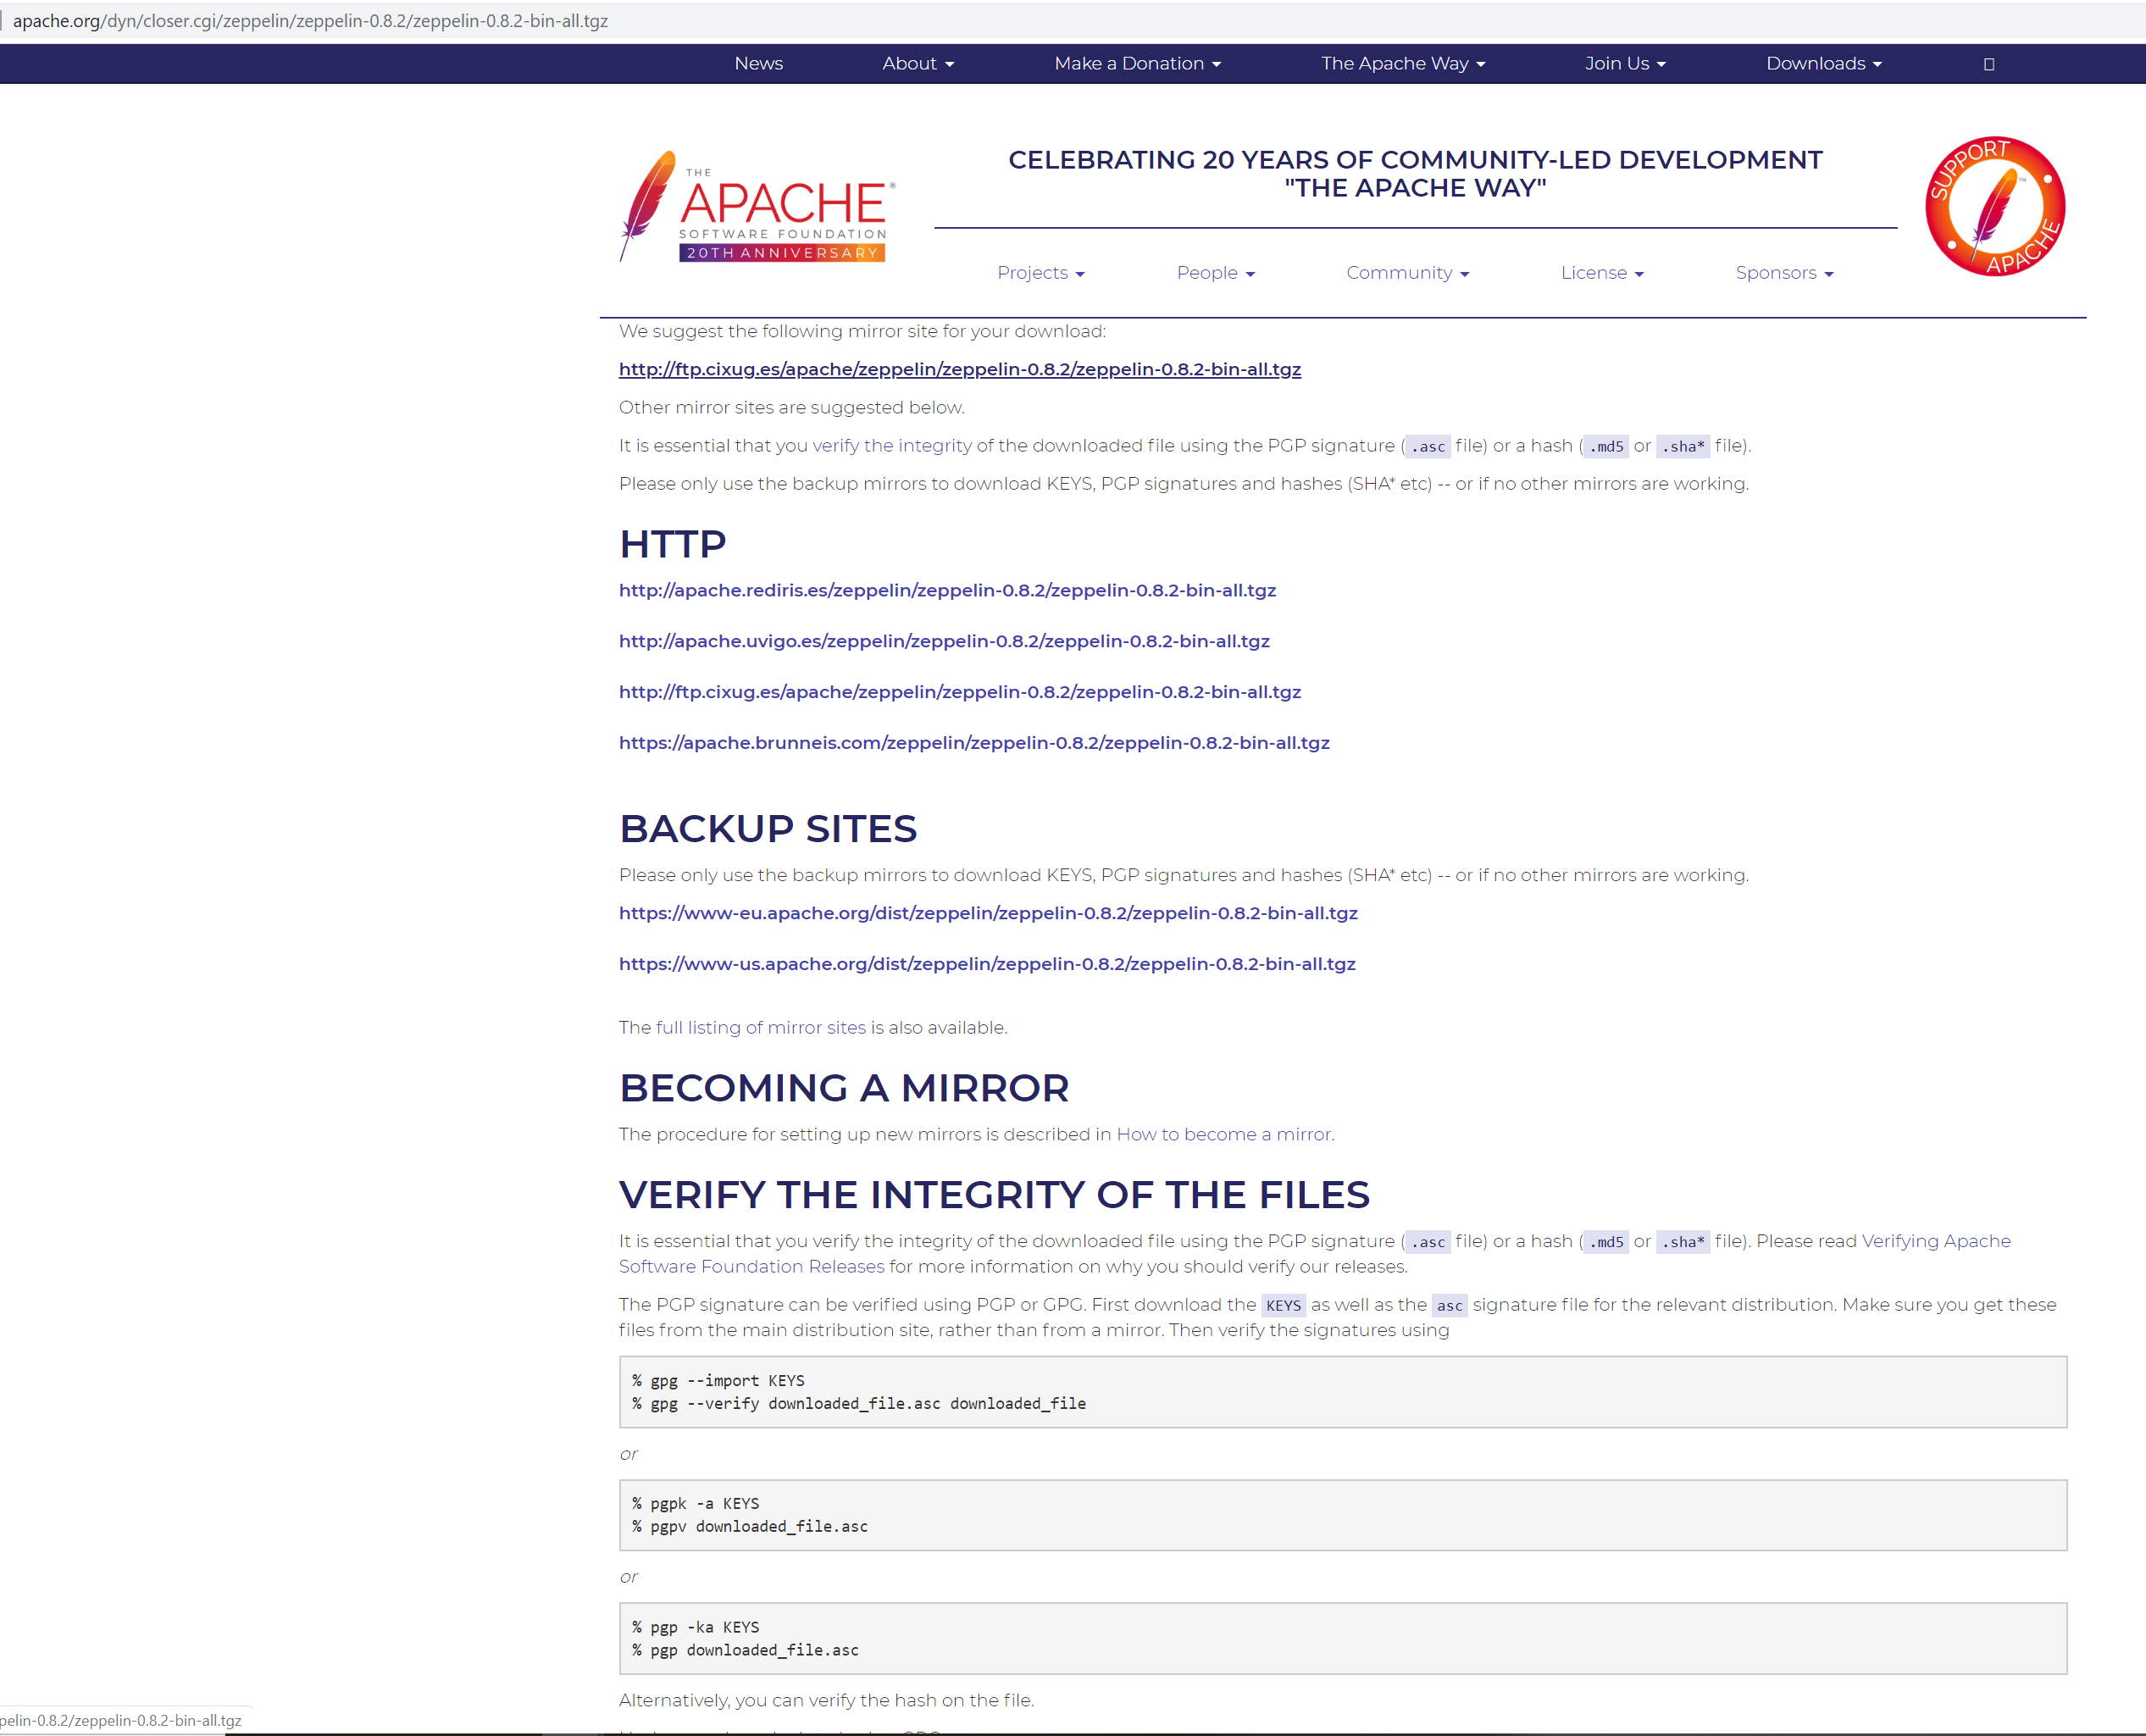 apache.org/dyn/closer.cgi/zeppelin/zeppelin-0.8.2/zeppelin-0.8.2-bin-all.tgz
News About Make a Donation The Apache Way Join Us Downloads
THE
APACHE®
SOFTWARE FOUNDATION
20TH ANNIVERSARY
CELEBRATING 20 YEARS OF COMMUNITY-LED DEVELOPMENT
"THE APACHE WAY"
SUPPORT
APACHE
™
Projects People Community License Sponsors
We suggest the following mirror site for your download:
http://ftp.cixug.es/apache/zeppelin/zeppelin-0.8.2/zeppelin-0.8.2-bin-all.tgz
Other mirror sites are suggested below.
It is essential that you verify the integrity of the downloaded file using the PGP signature ( .asc file) or a hash ( .md5 or .sha* file).
Please only use the backup mirrors to download KEYS, PGP signatures and hashes (SHA* etc) -- or if no other mirrors are working.
HTTP
http://apache.rediris.es/zeppelin/zeppelin-0.8.2/zeppelin-0.8.2-bin-all.tgz
http://apache.uvigo.es/zeppelin/zeppelin-0.8.2/zeppelin-0.8.2-bin-all.tgz
http://ftp.cixug.es/apache/zeppelin/zeppelin-0.8.2/zeppelin-0.8.2-bin-all.tgz
https://apache.brunneis.com/zeppelin/zeppelin-0.8.2/zeppelin-0.8.2-bin-all.tgz
BACKUP SITES
Please only use the backup mirrors to download KEYS, PGP signatures and hashes (SHA* etc) -- or if no other mirrors are working.
https://www-eu.apache.org/dist/zeppelin/zeppelin-0.8.2/zeppelin-0.8.2-bin-all.tgz
https://www-us.apache.org/dist/zeppelin/zeppelin-0.8.2/zeppelin-0.8.2-bin-all.tgz
The full listing of mirror sites is also available.
BECOMING A MIRROR
The procedure for setting up new mirrors is described in How to become a mirror.
VERIFY THE INTEGRITY OF THE FILES
It is essential that you verify the integrity of the downloaded file using the PGP signature ( .asc file) or a hash ( .md5 or .sha* file). Please read Verifying Apache
Software Foundation Releases for more information on why you should verify our releases.
The PGP signature can be verified using PGP or GPG. First download the KEYS as well as the asc signature file for the relevant distribution. Make sure you get these
files from the main distribution site, rather than from a mirror. Then verify the signatures using
% gpg --import KEYS
% gpg --verify downloaded_file.asc downloaded_file
or
% pgpk -a KEYS
% pgpv downloaded_file.asc
or
% pgp -ka KEYS
% pgp downloaded_file.asc
Alternatively, you can verify the hash on the file.
pelin-0.8.2/zeppelin-0.8.2-bin-all.tgz